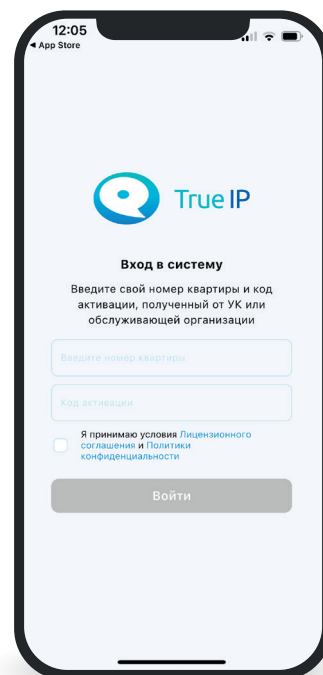 12:05
◀ App Store
True IP
Вход в систему
Введите свой номер квартиры и код
активации, полученный от УК или
обслуживающей организации
Введите номер квартиры
Код активации
Я принимаю условия Лицензионного
соглашения и Политики
конфиденциальности
Войти